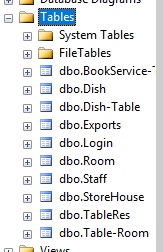 Database Diagrams
Tables
System Tables
FileTables
dbo.BookService-T
dbo.Dish
dbo.Dish-Table
dbo.Exports
dbo.Login
dbo.Room
dbo.Staff
dbo.StoreHouse
dbo.TableRes
dbo.Table-Room
Views